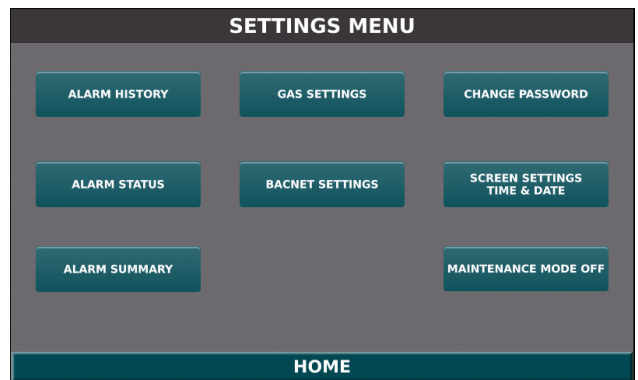 SETTINGS MENU
ALARM HISTORY
GAS SETTINGS
CHANGE PASSWORD
ALARM STATUS
BACNET SETTINGS
SCREEN SETTINGS
TIME & DATE
ALARM SUMMARY
MAINTENANCE MODE OFF
HOME